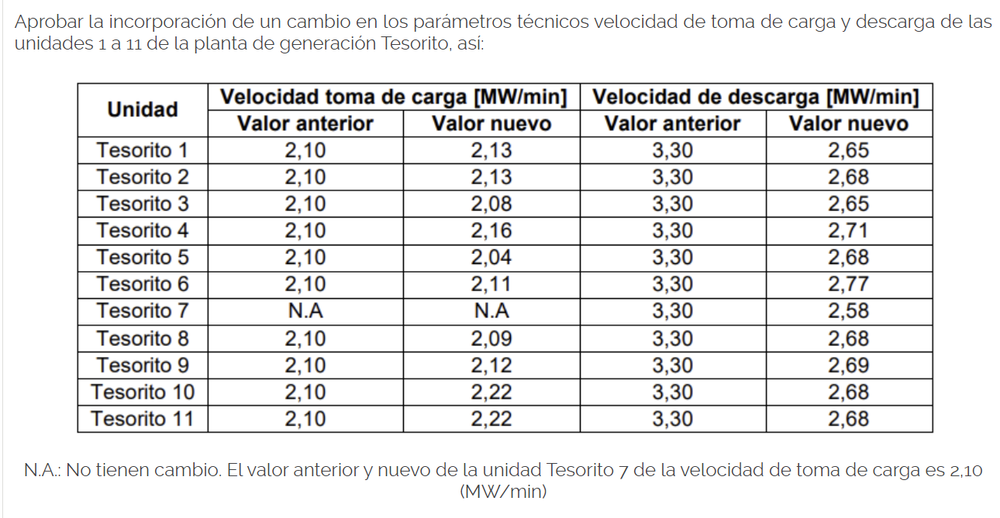 Aprobar la incorporación de un cambio en los parámetros técnicos velocidad de toma de carga y descarga de las
unidades 1 a 11 de la planta de generación Tesorito, así:
Unidad Velocidad toma de carga [MW/min] Velocidad de descarga [MW/min]
Valor anterior Valor nuevo Valor anterior Valor nuevo
Tesorito 1 2,10 2,13 3,30 2,65
Tesorito 2 2,10 2,13 3,30 2,68
Tesorito 3 2,10 2,08 3,30 2,65
Tesorito 4 2,10 2,16 3,30 2,71
Tesorito 5 2,10 2,04 3,30 2,68
Tesorito 6 2,10 2,11 3,30 2,77
Tesorito 7 N.A N.A 3,30 2,58
Tesorito 8 2,10 2,09 3,30 2,68
Tesorito 9 2,10 2,12 3,30 2,69
Tesorito 10 2,10 2,22 3,30 2,68
Tesorito 11 2,10 2,22 3,30 2,68
N.A.: No tienen cambio. El valor anterior y nuevo de la unidad Tesorito 7 de la velocidad de toma de carga es 2,10
(MW/min)